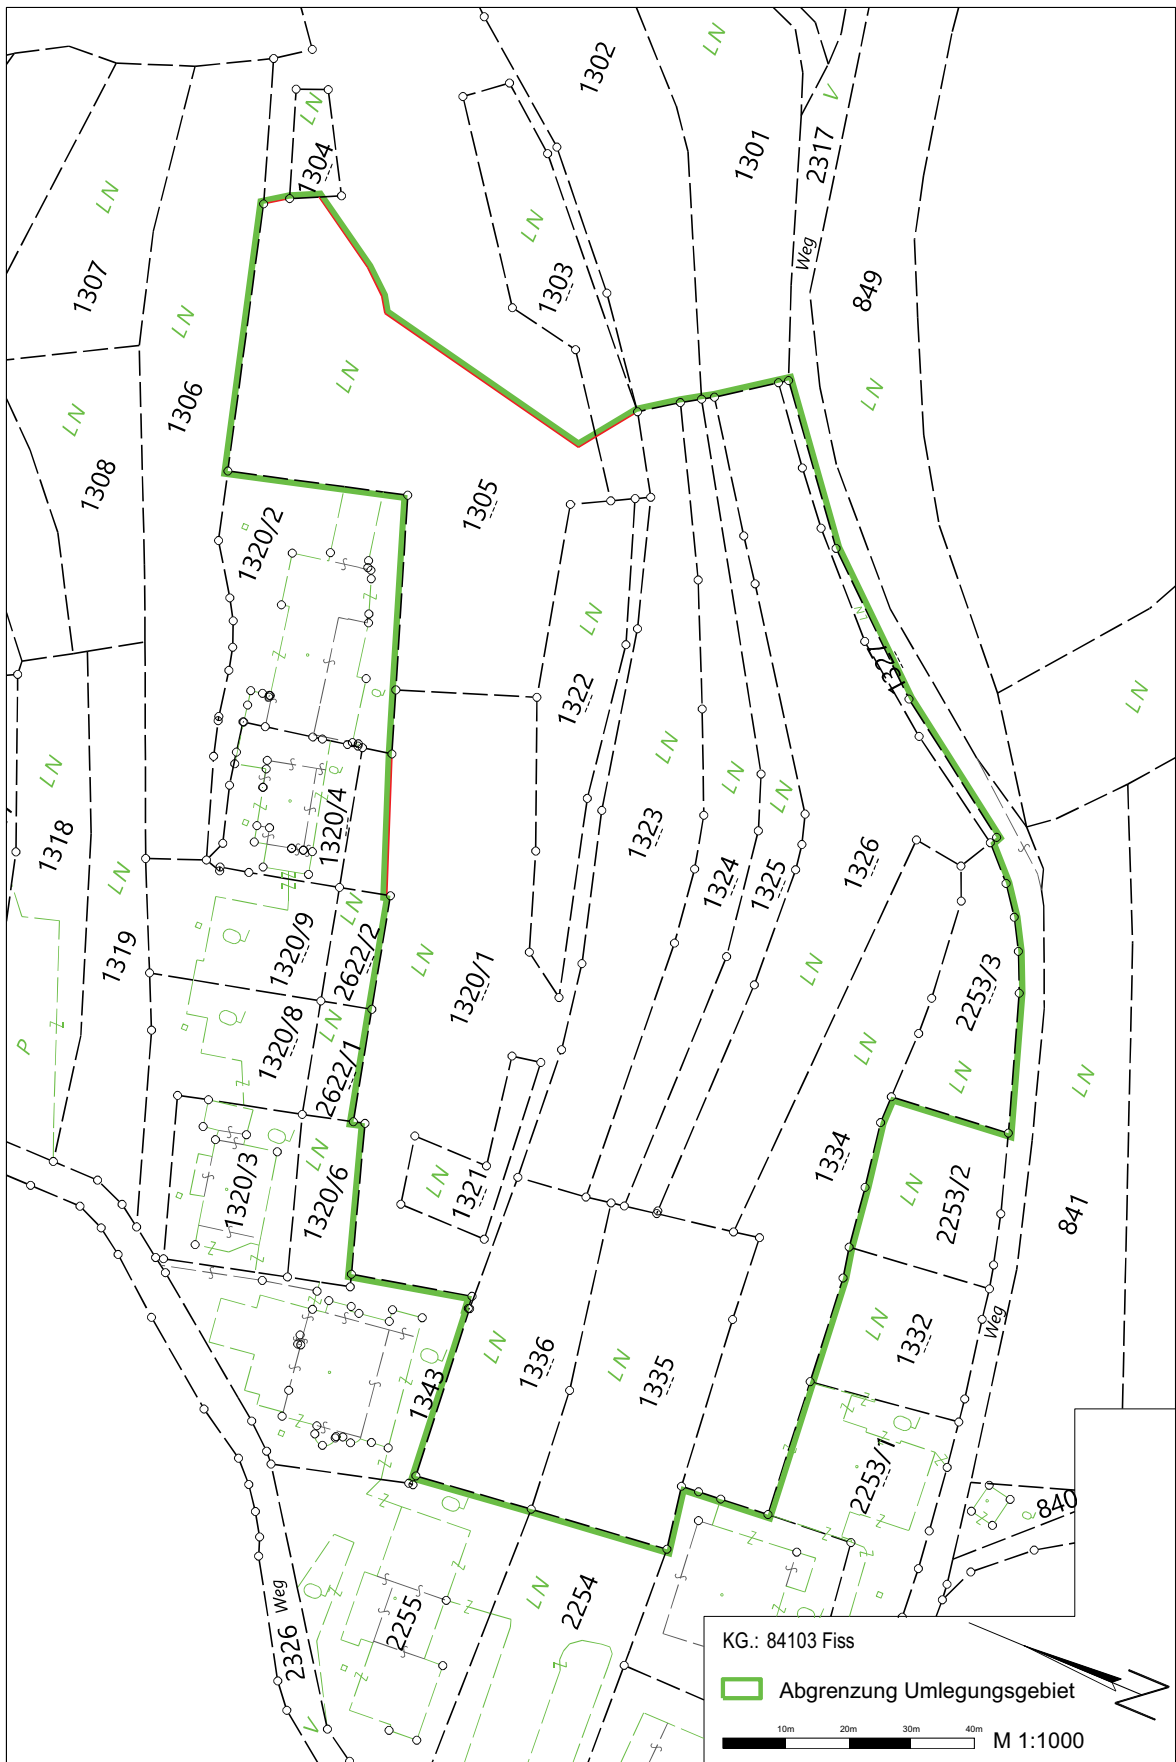 LN
1302
LN
1301
V
2317
LN
1304
LN
1307
LN
1303
Weg
849
LN
1306
LN
LN
LN
1308
1305
1320/2
LN
1322
LN
1327
LN
LN
1318
LN
1319
1320/4
LN
1323
LN
1324
LN
1325
1326
1320/9
LN
2622/2
LN
1320/1
LN
2253/3
LN
P
1320/8
LN
2622/1
LN
LN
1320/3
LN
1320/6
LN
1321
1334
LN
2253/2
841
LN
1332
Weg
LN
1336
LN
1335
1343
2253/1
840
LN
2254
2255
2326 Weg
V
KG.: 84103 Fiss
Abgrenzung Umlegungsgebiet
10m 20m 30m 40m
M 1:1000
N